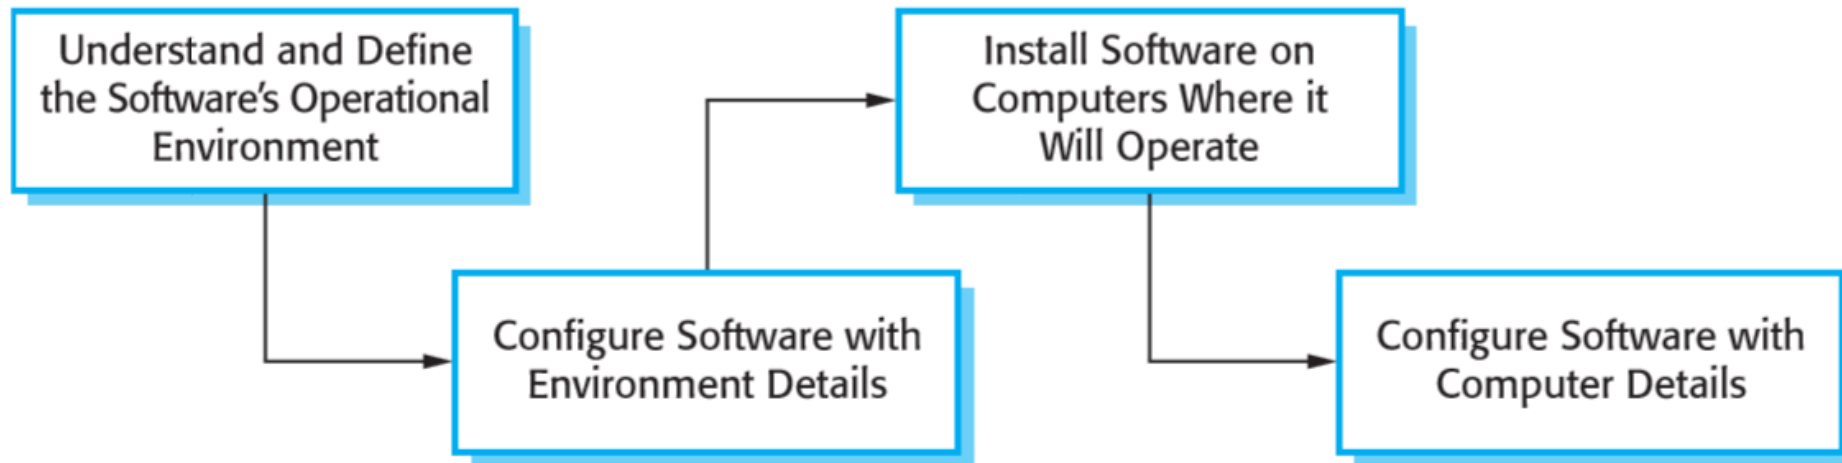 Understand and Define
the Software’s Operational
Environment
Configure Software with
Environment Details
Install Software on
Computers Where it
Will Operate
Configure Software with
Computer Details